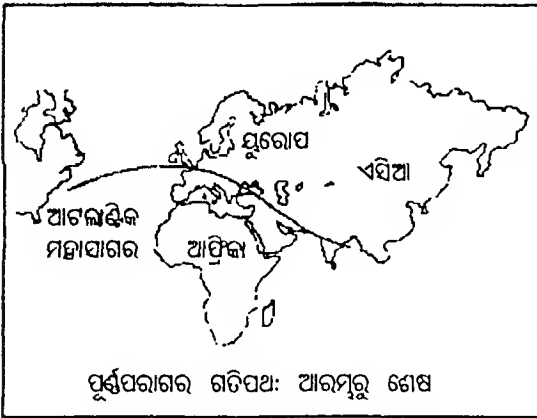 ୟୁରୋପ
ଏସିଆ
ଆଟଲାଣ୍ଟିକ
ମହାସାଗର
ଆଫ୍ରିକା
ପୂର୍ଣ୍ଣପରାଗର ଗତିପଥ: ଆରମ୍ଭରୁ ଶେଷ